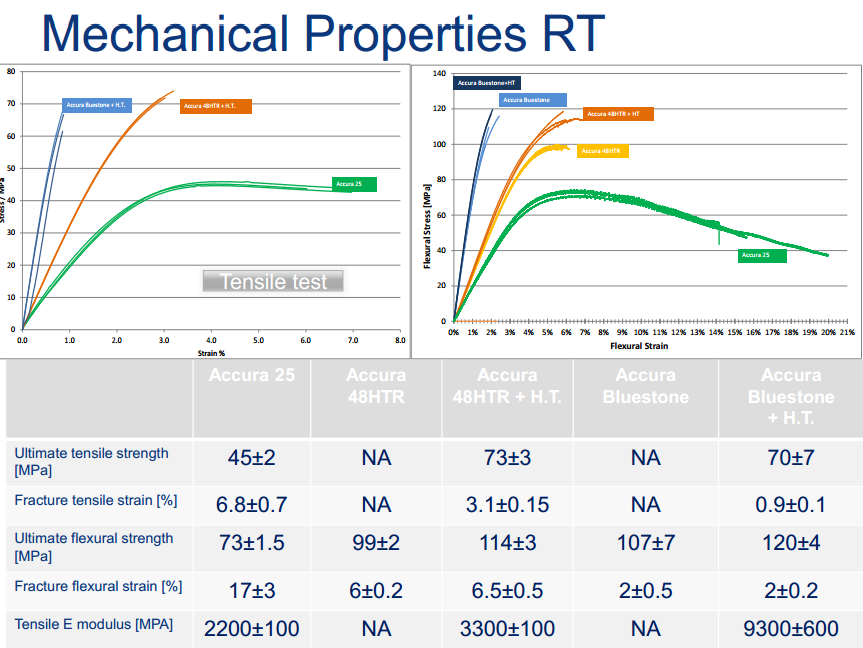 Mechanical Properties RT
80
70
60
50
40
30
20
10
0
Stress / MPa
0.0 1.0 2.0 3.0 4.0 5.0 6.0 7.0 8.0
Strain %
Accura Buestone + H.T.
Accura 48HTR + H.T.
Accura 25
Tensile test
140
120
100
80
60
40
20
0
Flexural Stress [MPa]
0% 1% 2% 3% 4% 5% 6% 7% 8% 9% 10% 11% 12% 13% 14% 15% 16% 17% 18% 19% 20% 21%
Flexural Strain
Accura Buestone+HT
Accura Buestone
Accura 48HTR + HT
Accura 48HTR
Accura 25
Accura 25 Accura Accura Accura Accura
48HTR 48HTR + H.T. Bluestone Bluestone
+ H.T.
Ultimate tensile strength
[MPa] 45±2 NA 73±3 NA 70±7
Fracture tensile strain [%] 6.8±0.7 NA 3.1±0.15 NA 0.9±0.1
Ultimate flexural strength
[MPa] 73±1.5 99±2 114±3 107±7 120±4
Fracture flexural strain [%] 17±3 6±0.2 6.5±0.5 2±0.5 2±0.2
Tensile E modulus [MPA] 2200±100 NA 3300±100 NA 9300±600